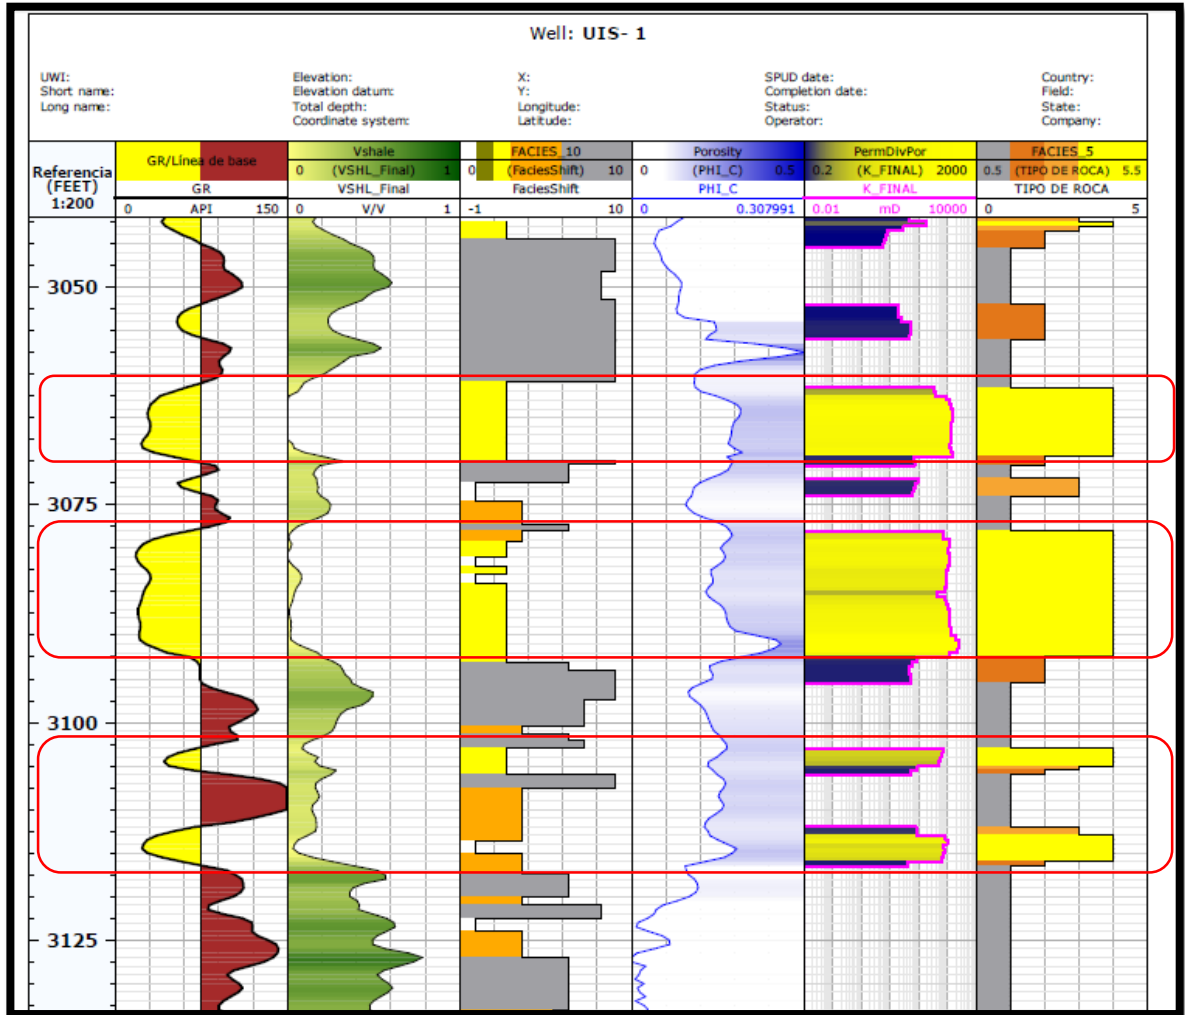 Well: UIS- 1
UWI:
Short name:
Long name:
Elevation:
Elevation datum:
Total depth:
Coordinate system:
X:
Y:
Longitude:
Latitude:
SPUD date:
Completion date:
Status:
Operator:
Country:
Field:
State:
Company:
Referencia
(FEET)
1:200
GR/Línea de base
GR
0 API 150
Vshale
0 (VSHL_Final) 1
VSHL_Final
0 V/V 1
FACIES_10
0 (FaciesShift) 10
FaciesShift
-1 10
Porosity
0 (PHI_C) 0.5
PHI_C
0 0.307991
PermDivPor
0.2 (K_FINAL) 2000
K_FINAL
0.01 mD 10000
FACIES_5
0.5 (TIPO DE ROCA) 5.5
TIPO DE ROCA
0 5
3050
3075
3100
3125